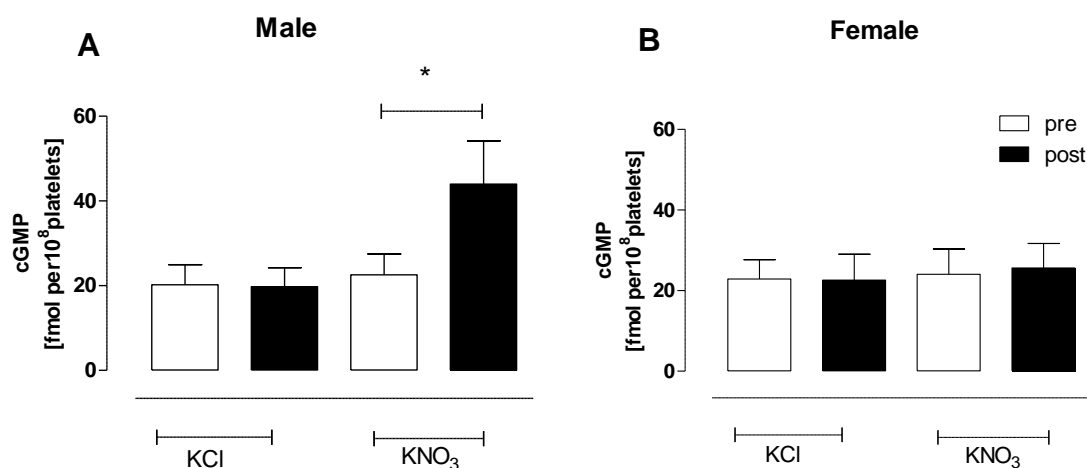 A
Male
*
cGMP
[fmol per10⁸platelets]
60
40
20
0
KCl
KNO₃
B
Female
pre
post
cGMP
[fmol per10⁸platelets]
60
40
20
0
KCl
KNO₃